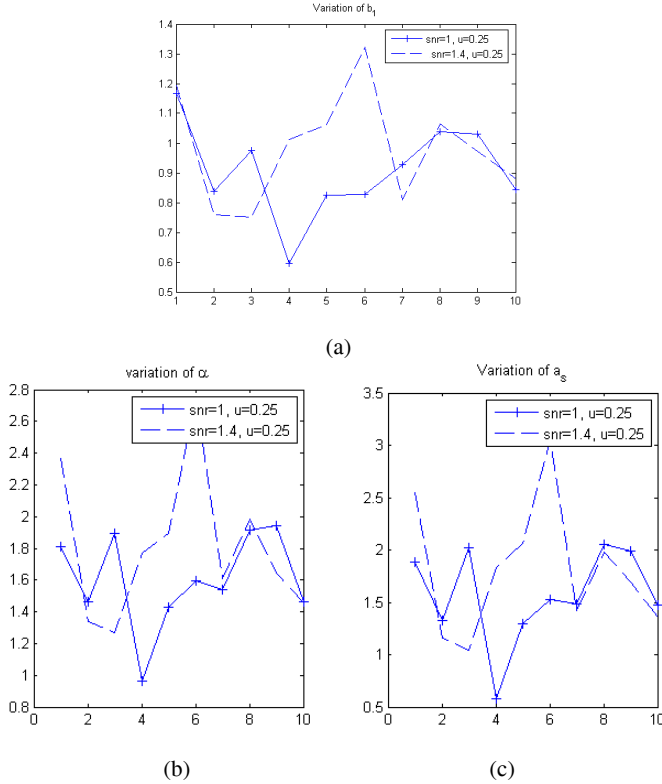 Variation of b1
1.4
1.3
1.2
1.1
1
0.9
0.8
0.7
0.6
0.5
snr=1, u=0.25
snr=1.4, u=0.25
1 2 3 4 5 6 7 8 9 10
(a)
variation of α
2.8
2.6
2.4
2.2
2
1.8
1.6
1.4
1.2
1
0.8
snr=1, u=0.25
snr=1.4, u=0.25
0 2 4 6 8 10
(b)
Variation of as
3.5
3
2.5
2
1.5
1
0.5
snr=1, u=0.25
snr=1.4, u=0.25
0 2 4 6 8 10
(c)